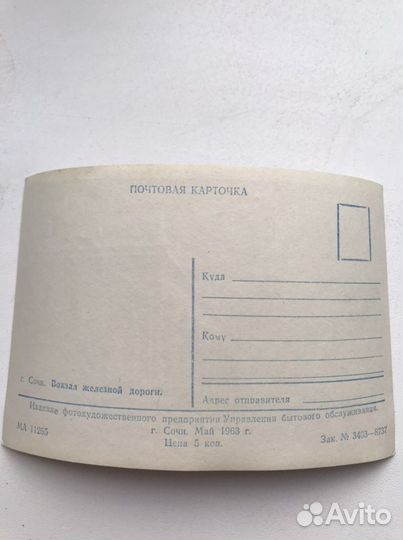 ПОЧТОВАЯ КАРТОЧКА
Куда
Кому
г. Сочи. Вокзал железной дороги.
Адрес отправителя
Издание фотохудожественного предприятия Управления бытового обслуживания.
МА 11265
г. Сочи. Май 1963 г.
Зак. № 3403—8737
Цена 5 коп.
Avito